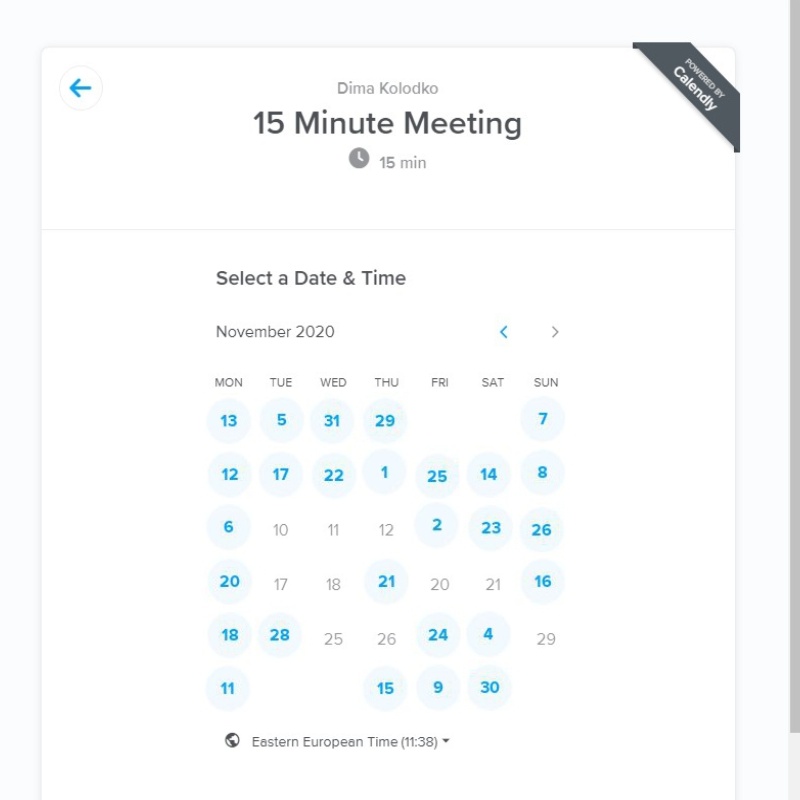 POWERED BY
Calendly
Dima Kolodko
15 Minute Meeting
15 min
Select a Date & Time
November 2020
MON TUE WED THU FRI SAT SUN
13 5 31 29 7
12 17 22 1 25 14 8
6 10 11 12 2 23 26
20 17 18 21 20 21 16
18 28 25 26 24 4 29
11 15 9 30
Eastern European Time (11:38)